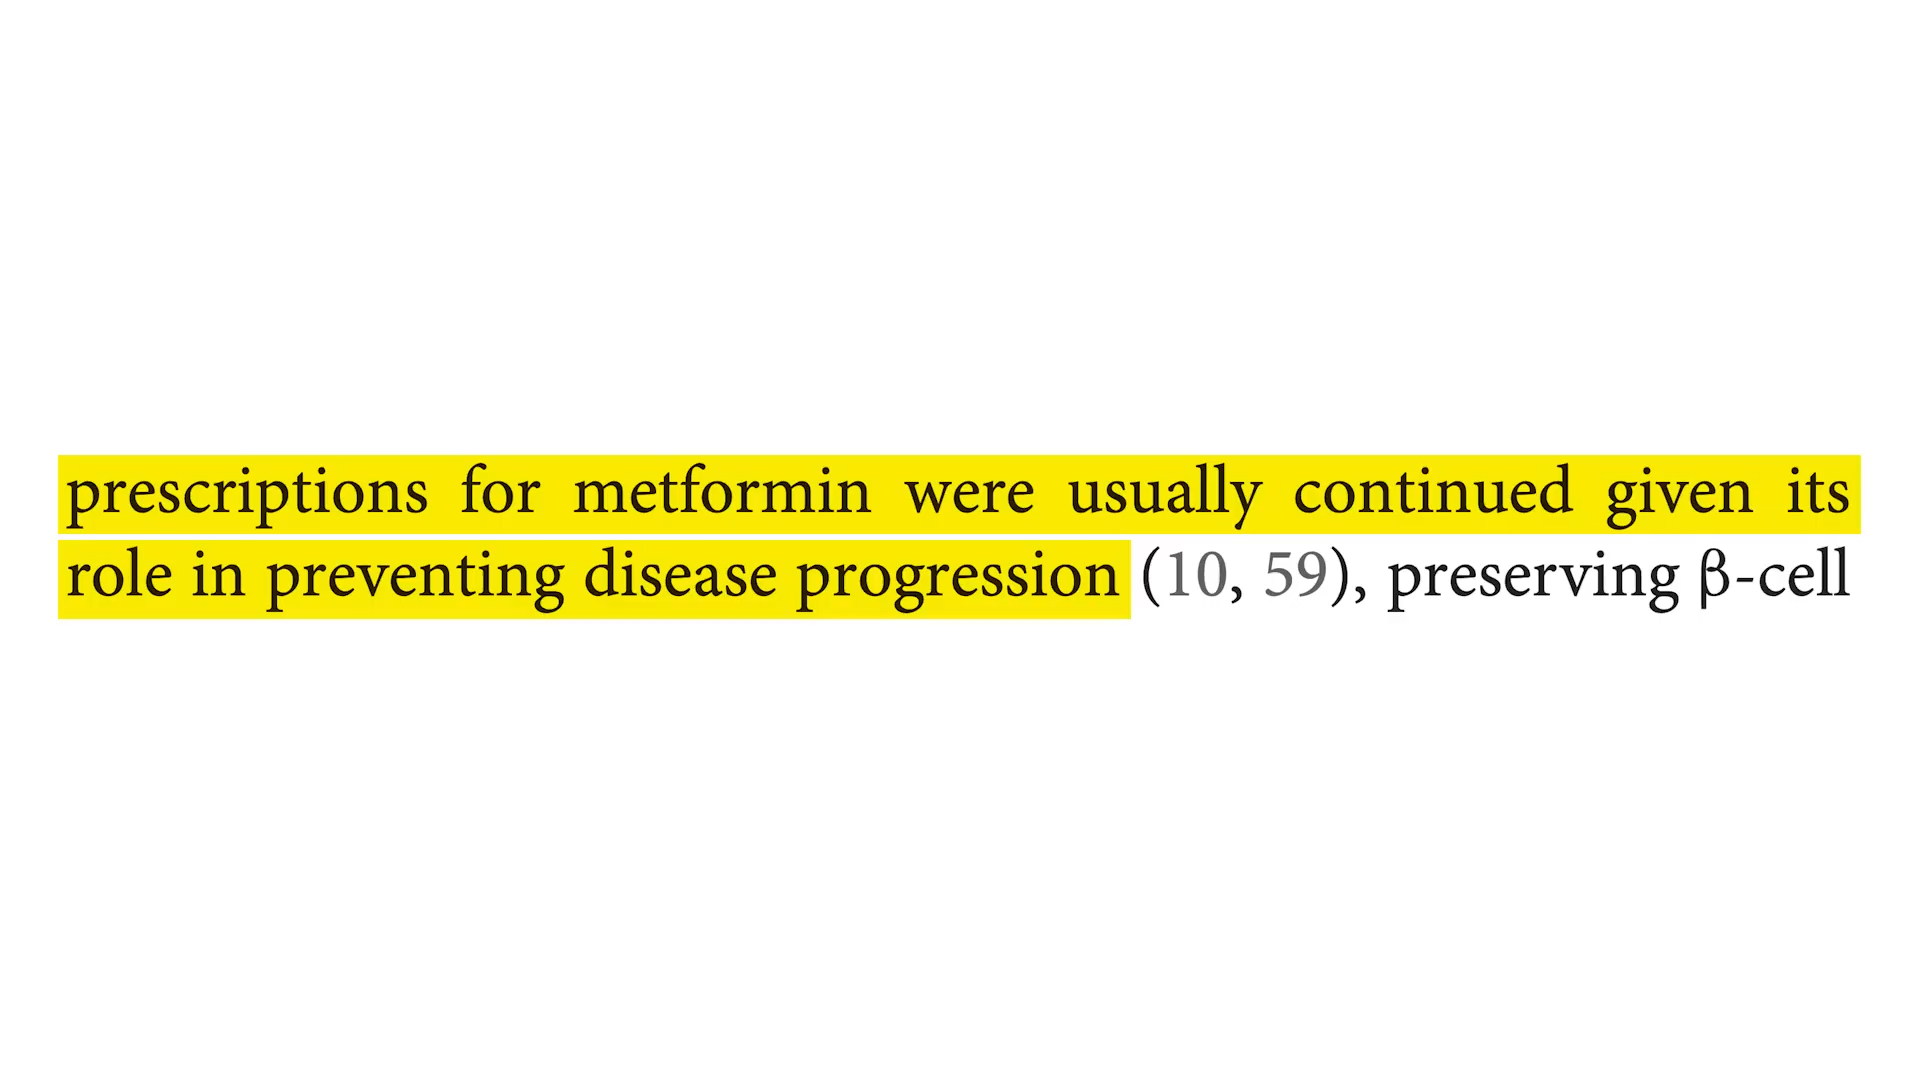 prescriptions for metformin were usually continued given its
role in preventing disease progression (10, 59), preserving β-cell